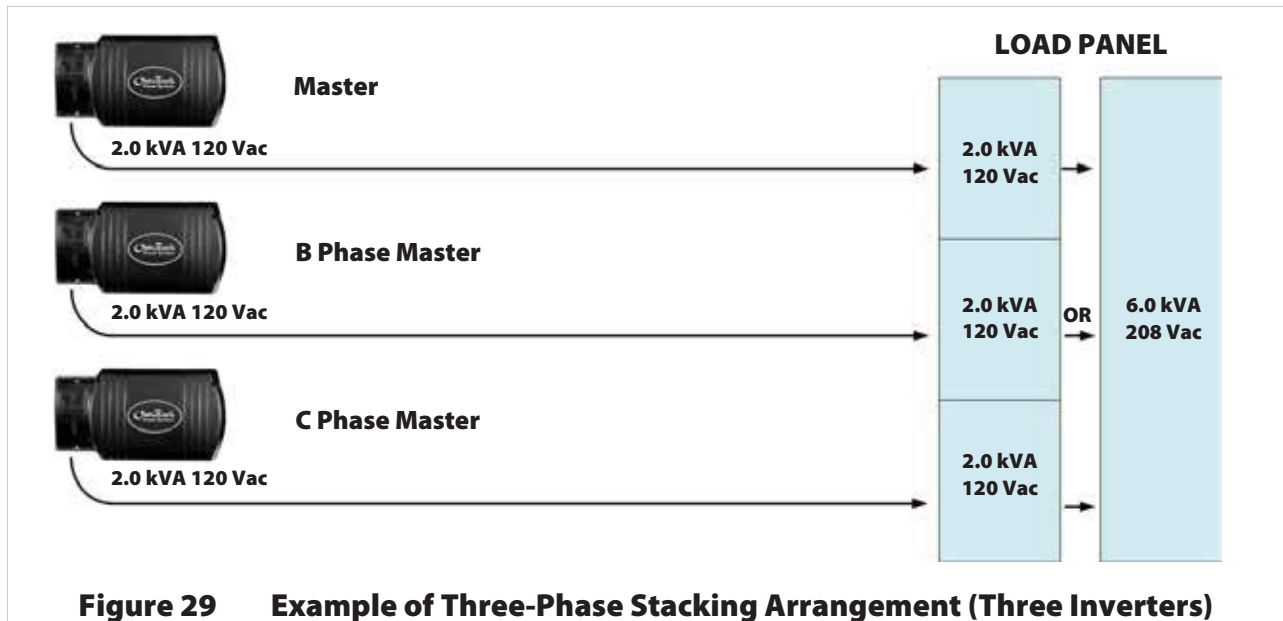 LOAD PANEL
Master
2.0 kVA 120 Vac
2.0 kVA
120 Vac
B Phase Master
2.0 kVA 120 Vac
2.0 kVA
120 Vac
OR
6.0 kVA
208 Vac
C Phase Master
2.0 kVA 120 Vac
2.0 kVA
120 Vac
Figure 29 Example of Three-Phase Stacking Arrangement (Three Inverters)